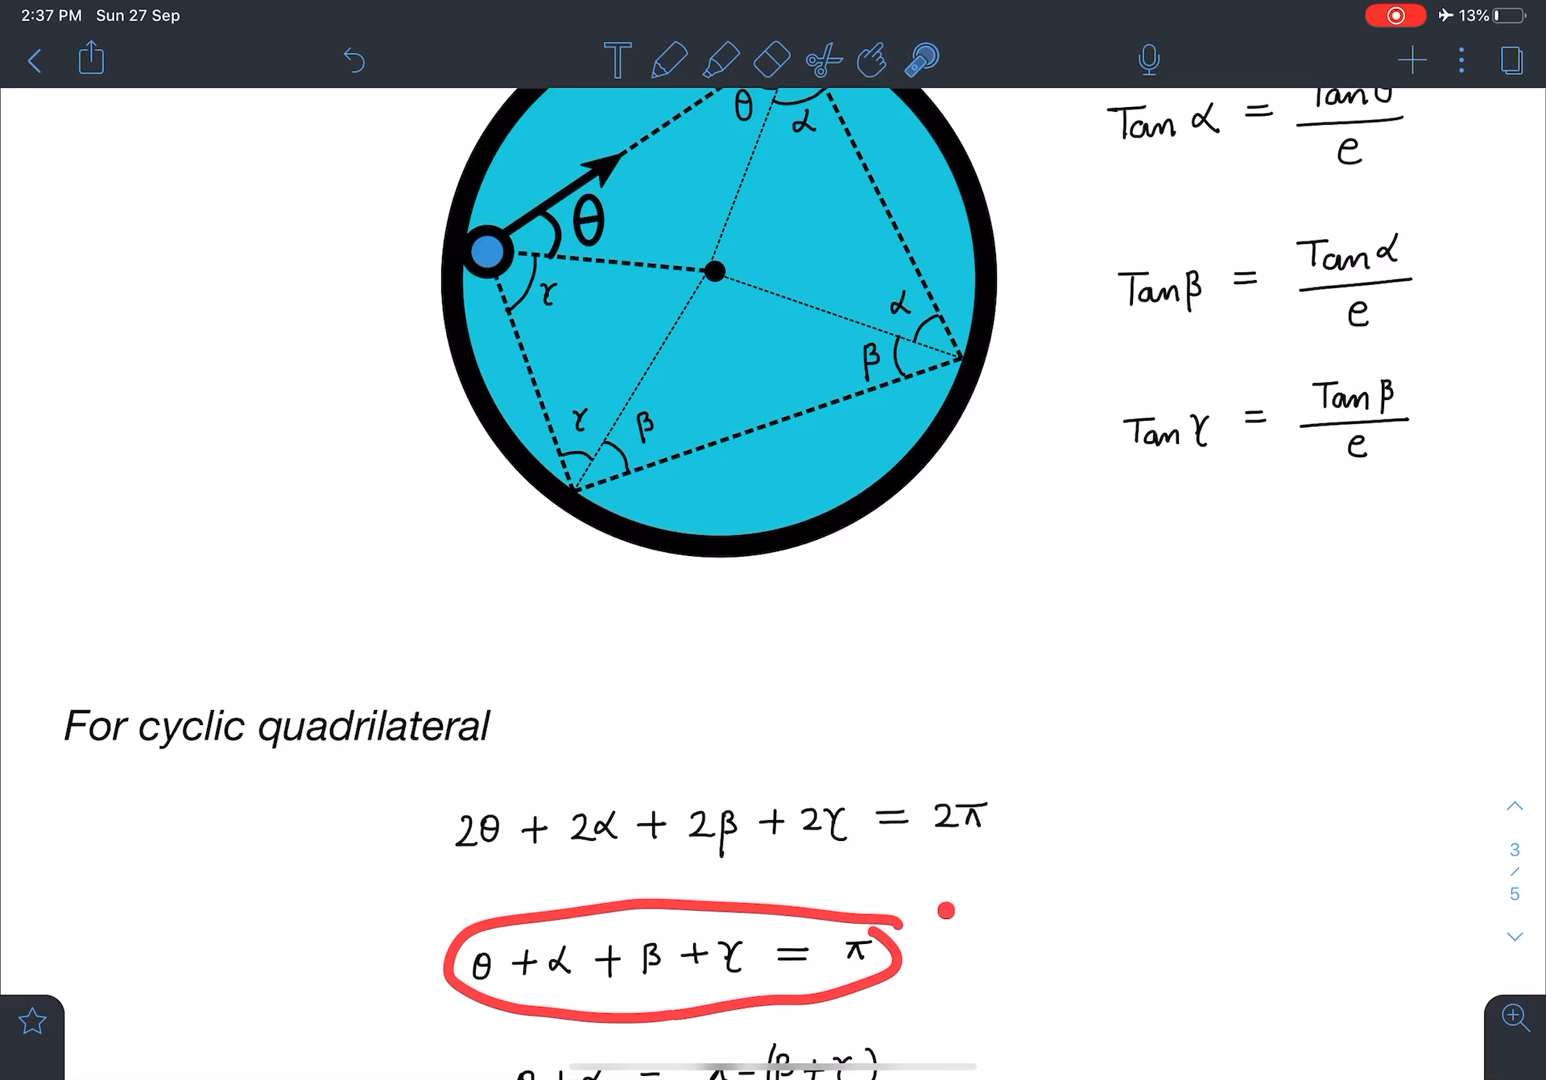 2:37 PM Sun 27 Sep
13%
T
θ α
Tan α = Tan θ / e
θ
γ
α
β
Tan β = Tan α / e
γ β
Tan γ = Tan β / e
For cyclic quadrilateral
2θ + 2α + 2β + 2γ = 2π
3
/
5
θ + α + β + γ = π
θ + α = π - (β + γ)